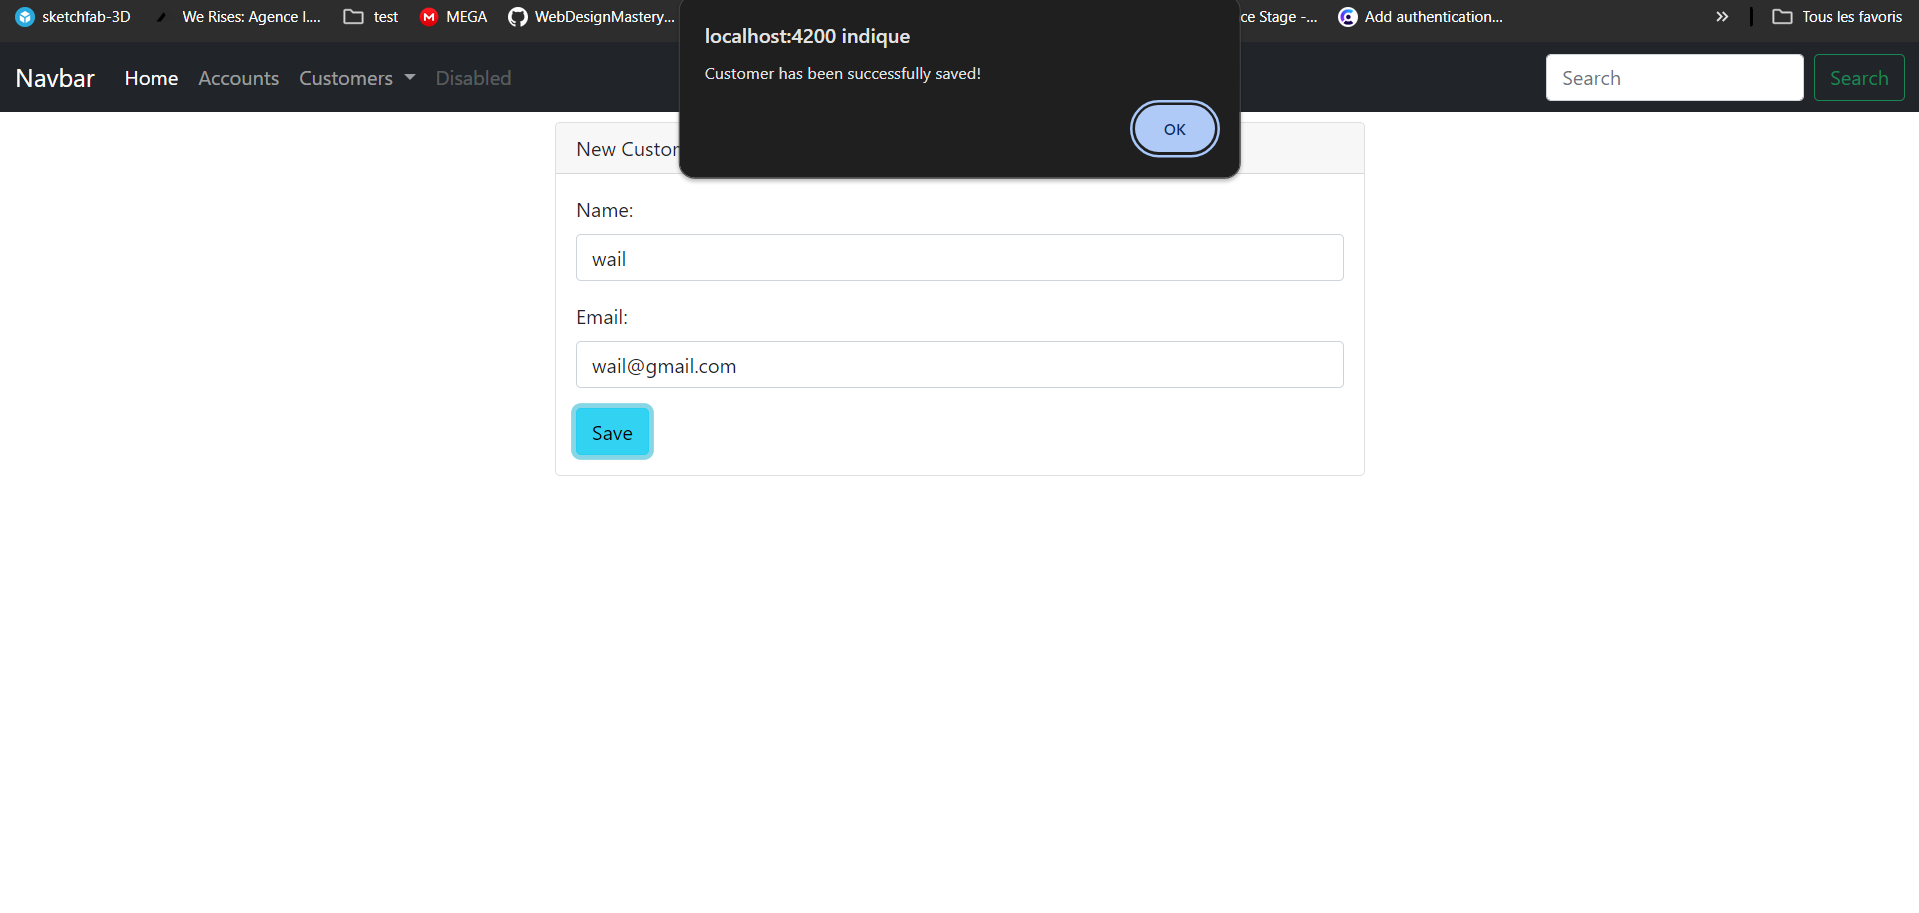 sketchfab-3D We Rises: Agence I.... test MEGA WebDesignMastery... ce Stage -... Add authentication... » Tous les favoris
localhost:4200 indique
Customer has been successfully saved!
OK
Navbar Home Accounts Customers Disabled Search Search
New Custor
Name:
wail
Email:
wail@gmail.com
Save